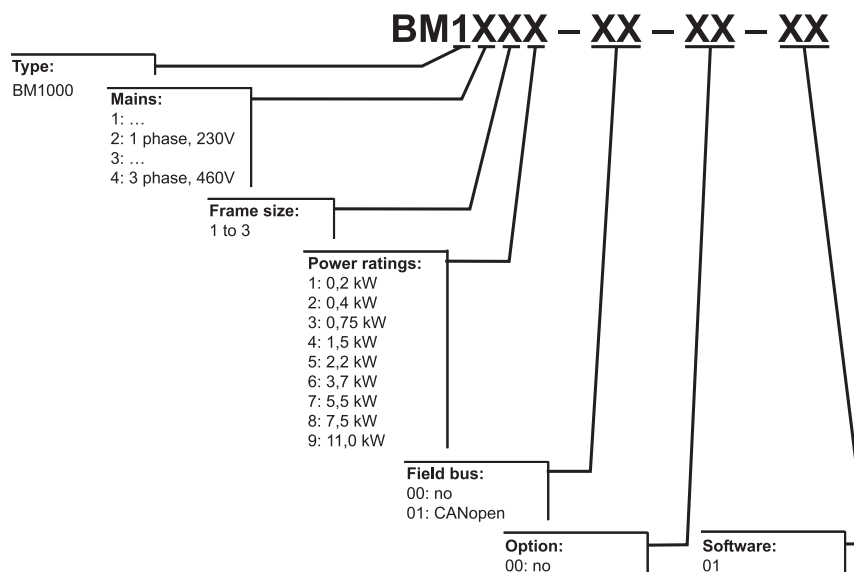 BM1XXX – XX – XX – XX
Type:
BM1000
Mains:
1: ...
2: 1 phase, 230V
3: ...
4: 3 phase, 460V
Frame size:
1 to 3
Power ratings:
1: 0,2 kW
2: 0,4 kW
3: 0,75 kW
4: 1,5 kW
5: 2,2 kW
6: 3,7 kW
7: 5,5 kW
8: 7,5 kW
9: 11,0 kW
Field bus:
00: no
01: CANopen
Option:
00: no
Software:
01